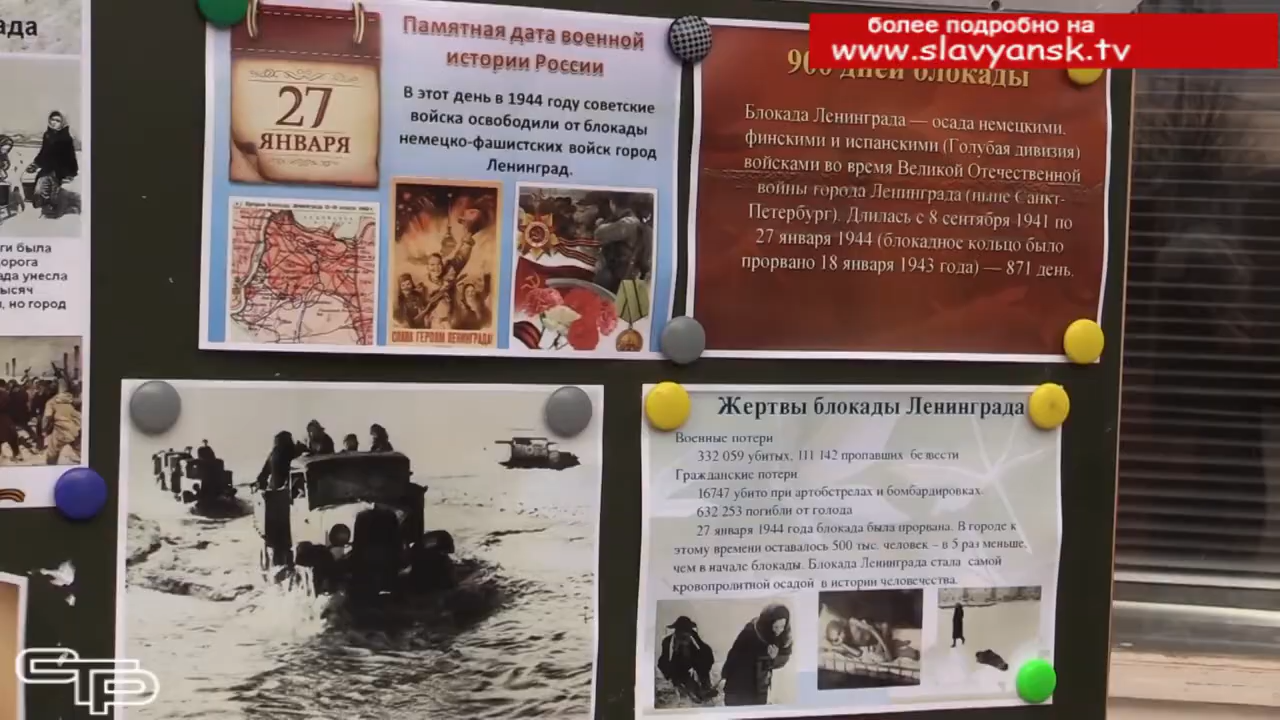 более подробно на
www.slavyansk.tv
ада
ги была
орога
ада унесла
ысяч
, но город
27
ЯНВАРЯ
Памятная дата военной
истории России
В этот день в 1944 году советские
войска освободили от блокады
немецко-фашистских войск город
Ленинград.
СЛАВА ГЕРОЯМ ЛЕНИНГРАДА!
900 дней блокады
Блокада Ленинграда — осада немецкими,
финскими и испанскими (Голубая дивизия)
войсками во время Великой Отечественной
войны города Ленинграда (ныне Санкт-
Петербург). Длилась с 8 сентября 1941 по
27 января 1944 (блокадное кольцо было
прорвано 18 января 1943 года) — 871 день.
Жертвы блокады Ленинграда
Военные потери
332 059 убитых, 111 142 пропавших без вести
Гражданские потери
16747 убито при артобстрелах и бомбардировках
632 253 погибли от голода
27 января 1944 года блокада была прорвана. В городе к
этому времени оставалось 500 тыс. человек – в 5 раз меньше,
чем в начале блокады. Блокада Ленинграда стала самой
кровопролитной осадой в истории человечества.
СТР